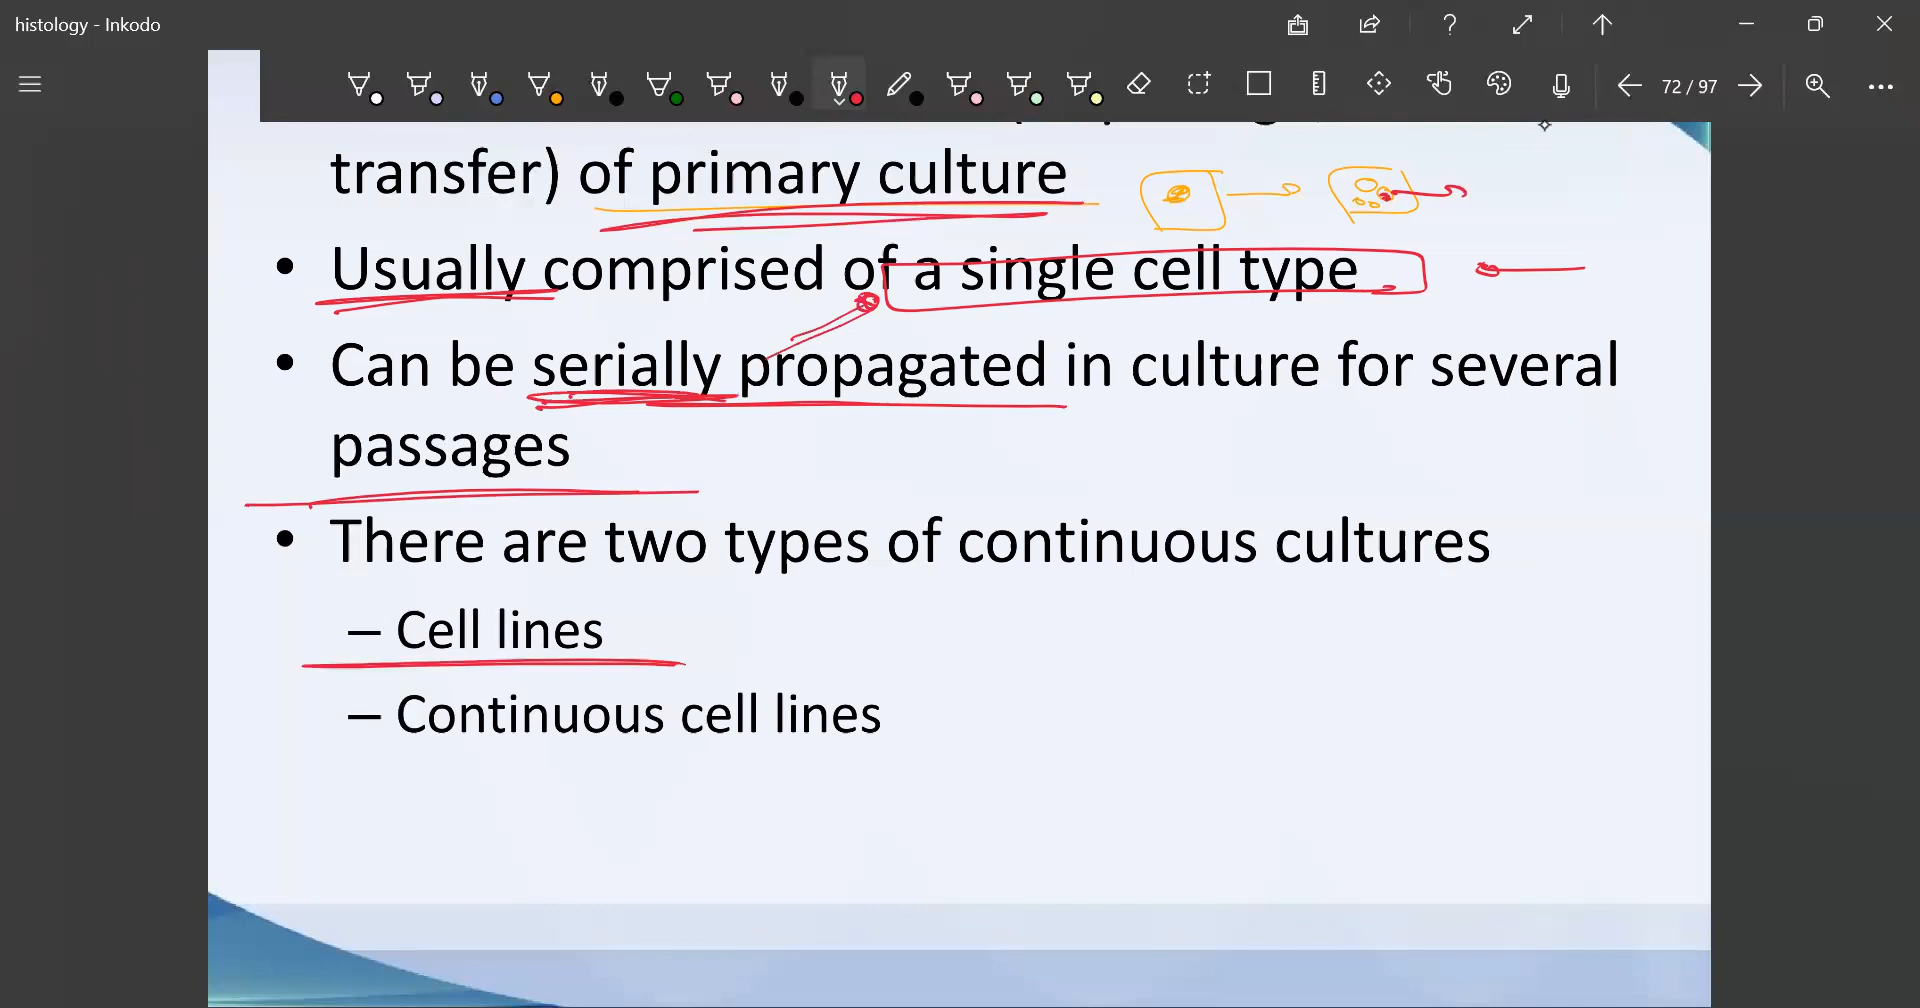 histology - Inkodo
72 / 97
transfer) of primary culture
• Usually comprised of a single cell type
• Can be serially propagated in culture for several
passages
• There are two types of continuous cultures
– Cell lines
– Continuous cell lines